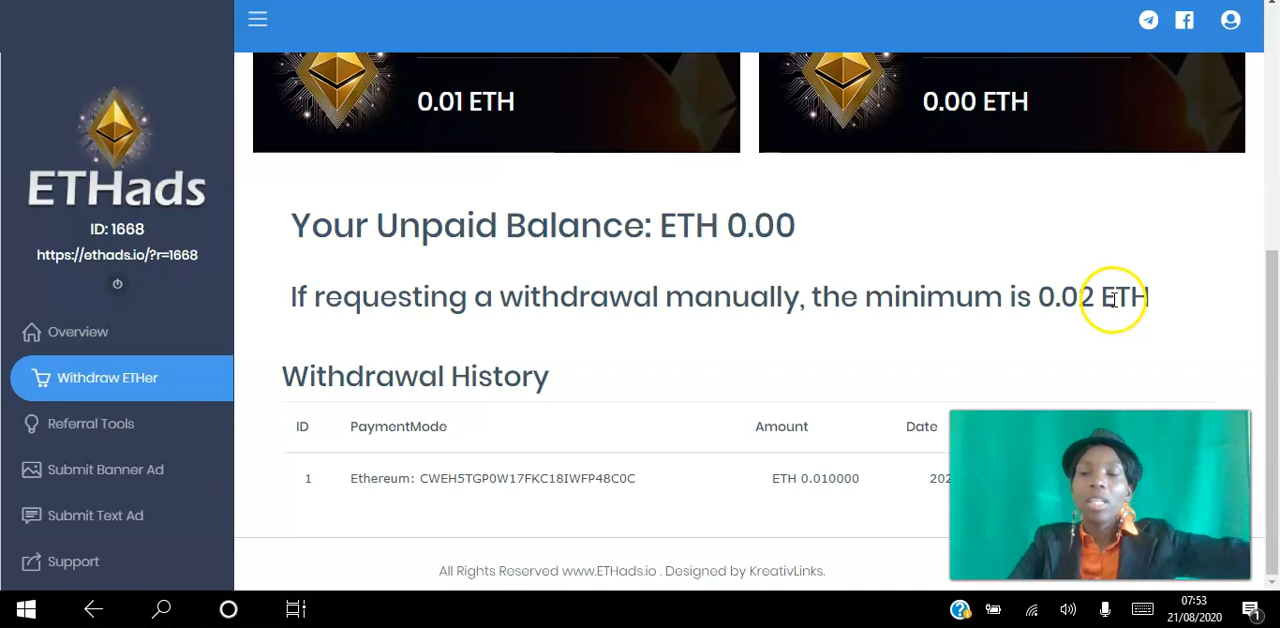 0.01 ETH
0.00 ETH
ETHads
ID: 1668
https://ethads.io/?r=1668
Overview
Withdraw ETHer
Referral Tools
Submit Banner Ad
Submit Text Ad
Support
Your Unpaid Balance: ETH 0.00
If requesting a withdrawal manually, the minimum is 0.02 ETH
Withdrawal History
ID PaymentMode Amount Date
1 Ethereum: CWEH5TGP0W17FKC18IWFP48C0C ETH 0.010000 202
All Rights Reserved www.ETHads.io . Designed by KreativLinks.
07:53
21/08/2020